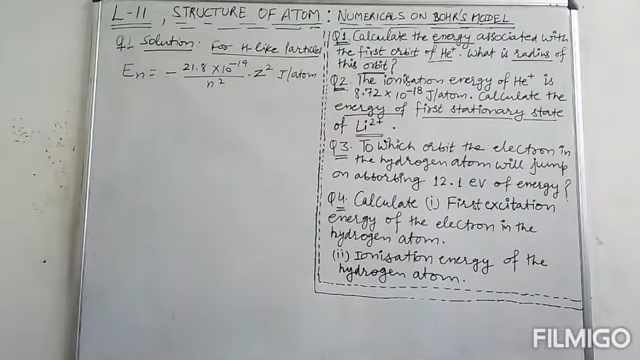 L-11, STRUCTURE OF ATOM: NUMERICALS ON BOHR'S MODEL
Q1 Solution: For H like particles
En = - 21.8 × 10⁻¹⁹ / n² · Z² J/atom
Q1 Calculate the energy associated with
the first orbit of He⁺. What is radius of
this orbit?
Q2. The ionisation energy of He⁺ is
8.72 × 10⁻¹⁸ J/atom. Calculate the
energy of first stationary state
of Li²⁺.
Q3. To which orbit the electron in
the hydrogen atom will jump
on absorbing 12.1 eV of energy?
Q4. Calculate (i) First excitation
energy of the electron in the
hydrogen atom.
(ii) Ionisation energy of the
hydrogen atom.
FILMIGO